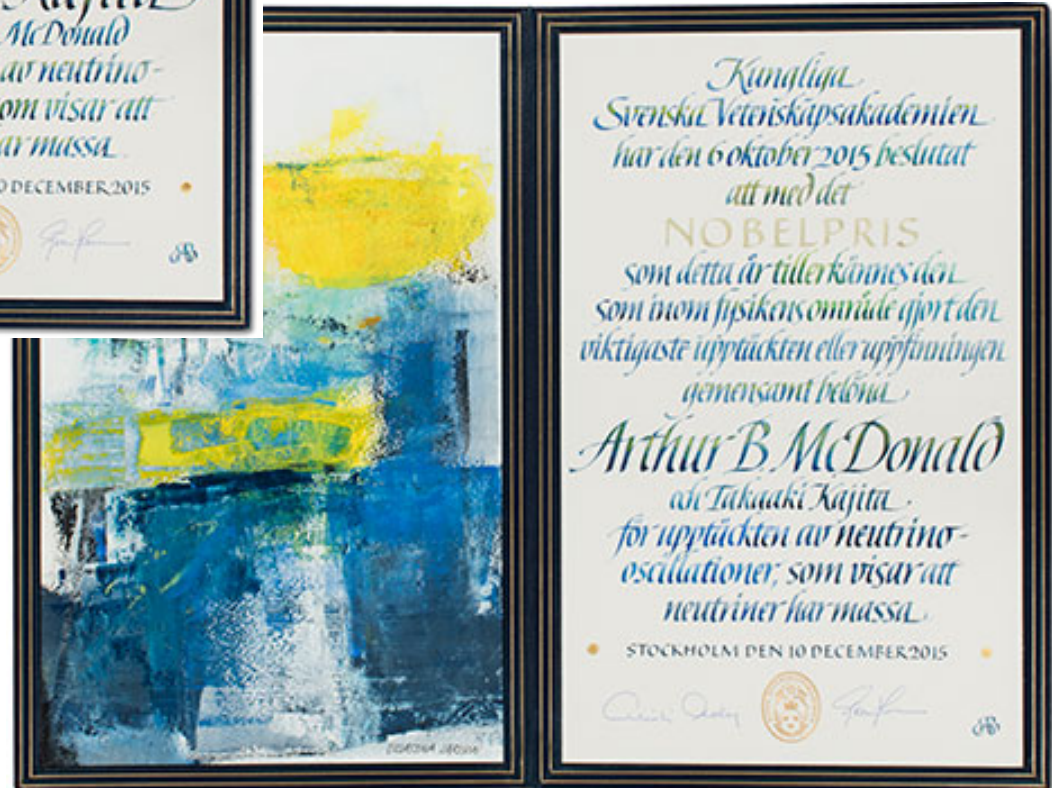 McDonald
av neutrino-
om visar att
ar massa
DECEMBER 2015
Kungliga
Svenska Vetenskapsakademien
har den 6 oktober 2015 beslutat
att med det
NOBELPRIS
som detta år tillerkännes den
som inom fysikens område gjort den
viktigaste upptäckten eller uppfinningen
gemensamt belöna
Arthur B. McDonald
och Takaaki Kajita
för upptäckten av neutrino-
oscillationer, som visar att
neutriner har massa
STOCKHOLM DEN 10 DECEMBER 2015